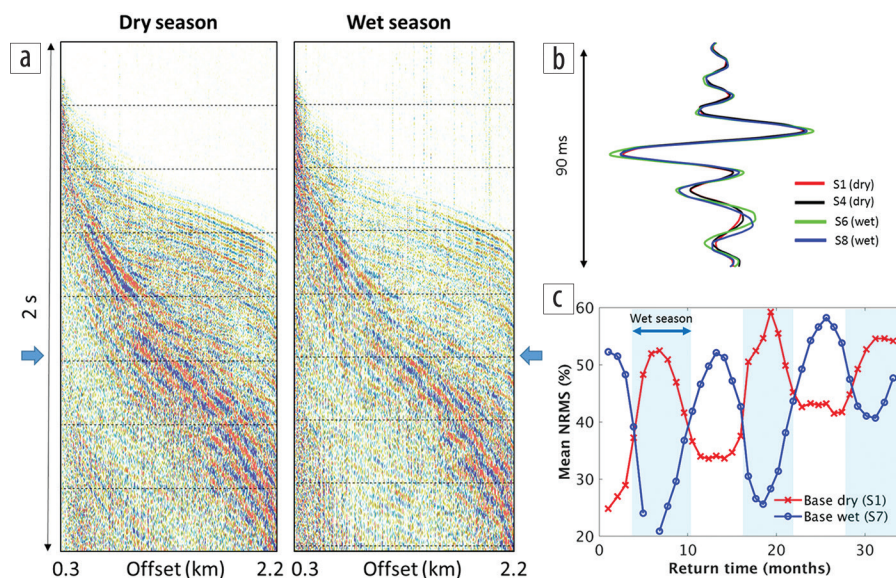 Dry season
Wet season
a
2 s
0.3 Offset (km) 2.2
0.3 Offset (km) 2.2
b
90 ms
S1 (dry)
S4 (dry)
S6 (wet)
S8 (wet)
c
60
50
40
30
20
Mean NRMS (%)
Wet season
Base dry (S1)
Base wet (S7)
0 10 20 30
Return time (months)